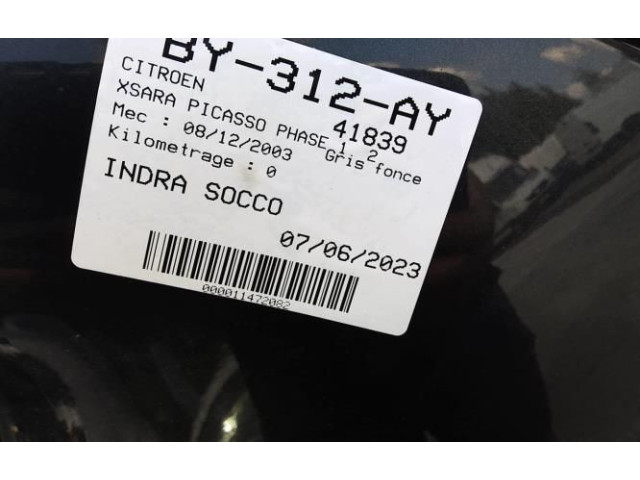 BY-312-AY
CITROEN 41839
XSARA PICASSO PHASE 1 2
Mec : 08/12/2003 Gris fonce
Kilometrage : 0
INDRA SOCCO
07/06/2023
000011472082